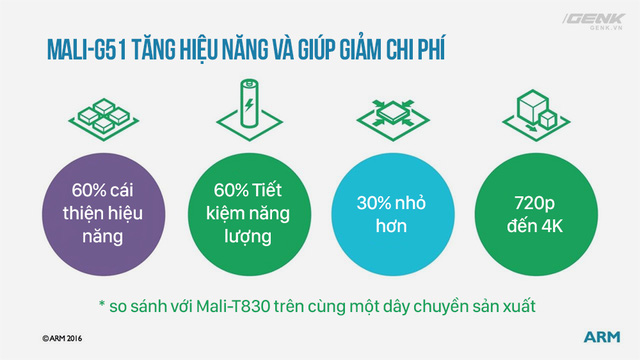 GENK
GENK.VN
MALI-G51 TĂNG HIỆU NĂNG VÀ GIÚP GIẢM CHI PHÍ
60% cái
thiện hiệu
năng
60% Tiết
kiệm năng
lượng
30% nhỏ
hơn
720p
đến 4K
* so sánh với Mali-T830 trên cùng một dây chuyền sản xuất
©ARM 2016
ARM